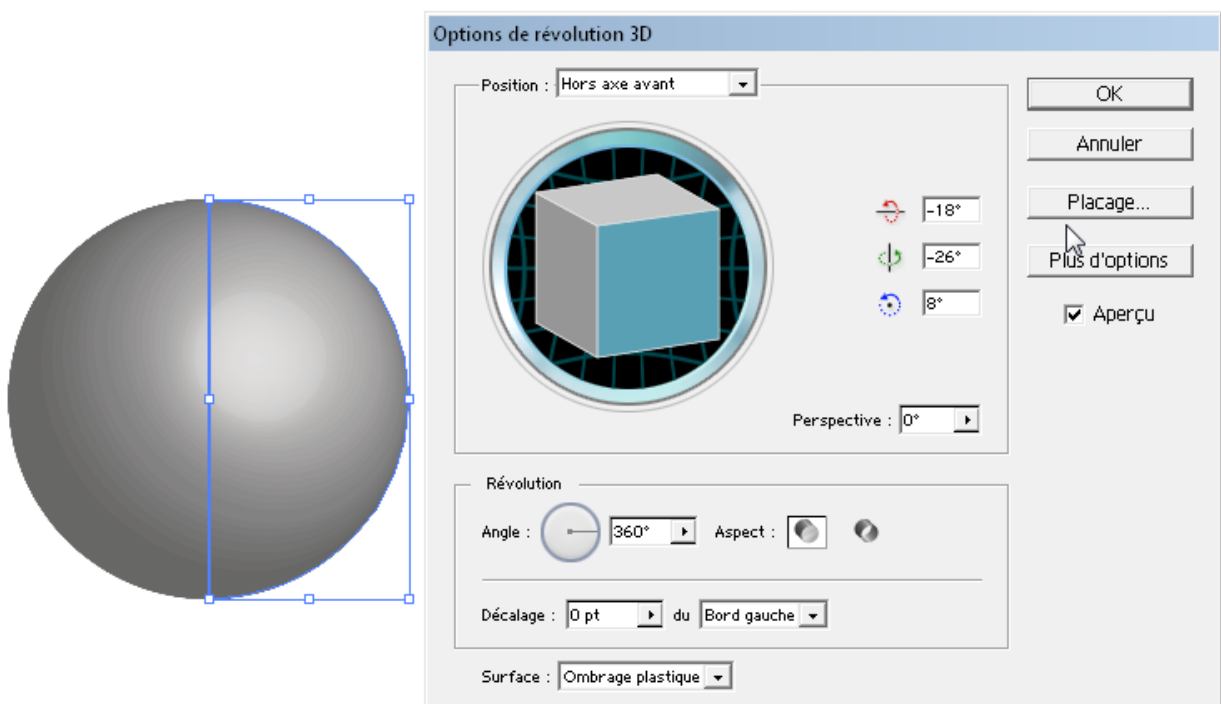 Options de révolution 3D
Position : Hors axe avant
OK
Annuler
-18°
Placage...
-26°
Plus d'options
8°
Aperçu
Perspective : 0°
Révolution
Angle : 360° Aspect :
Décalage : 0 pt du Bord gauche
Surface : Ombrage plastique